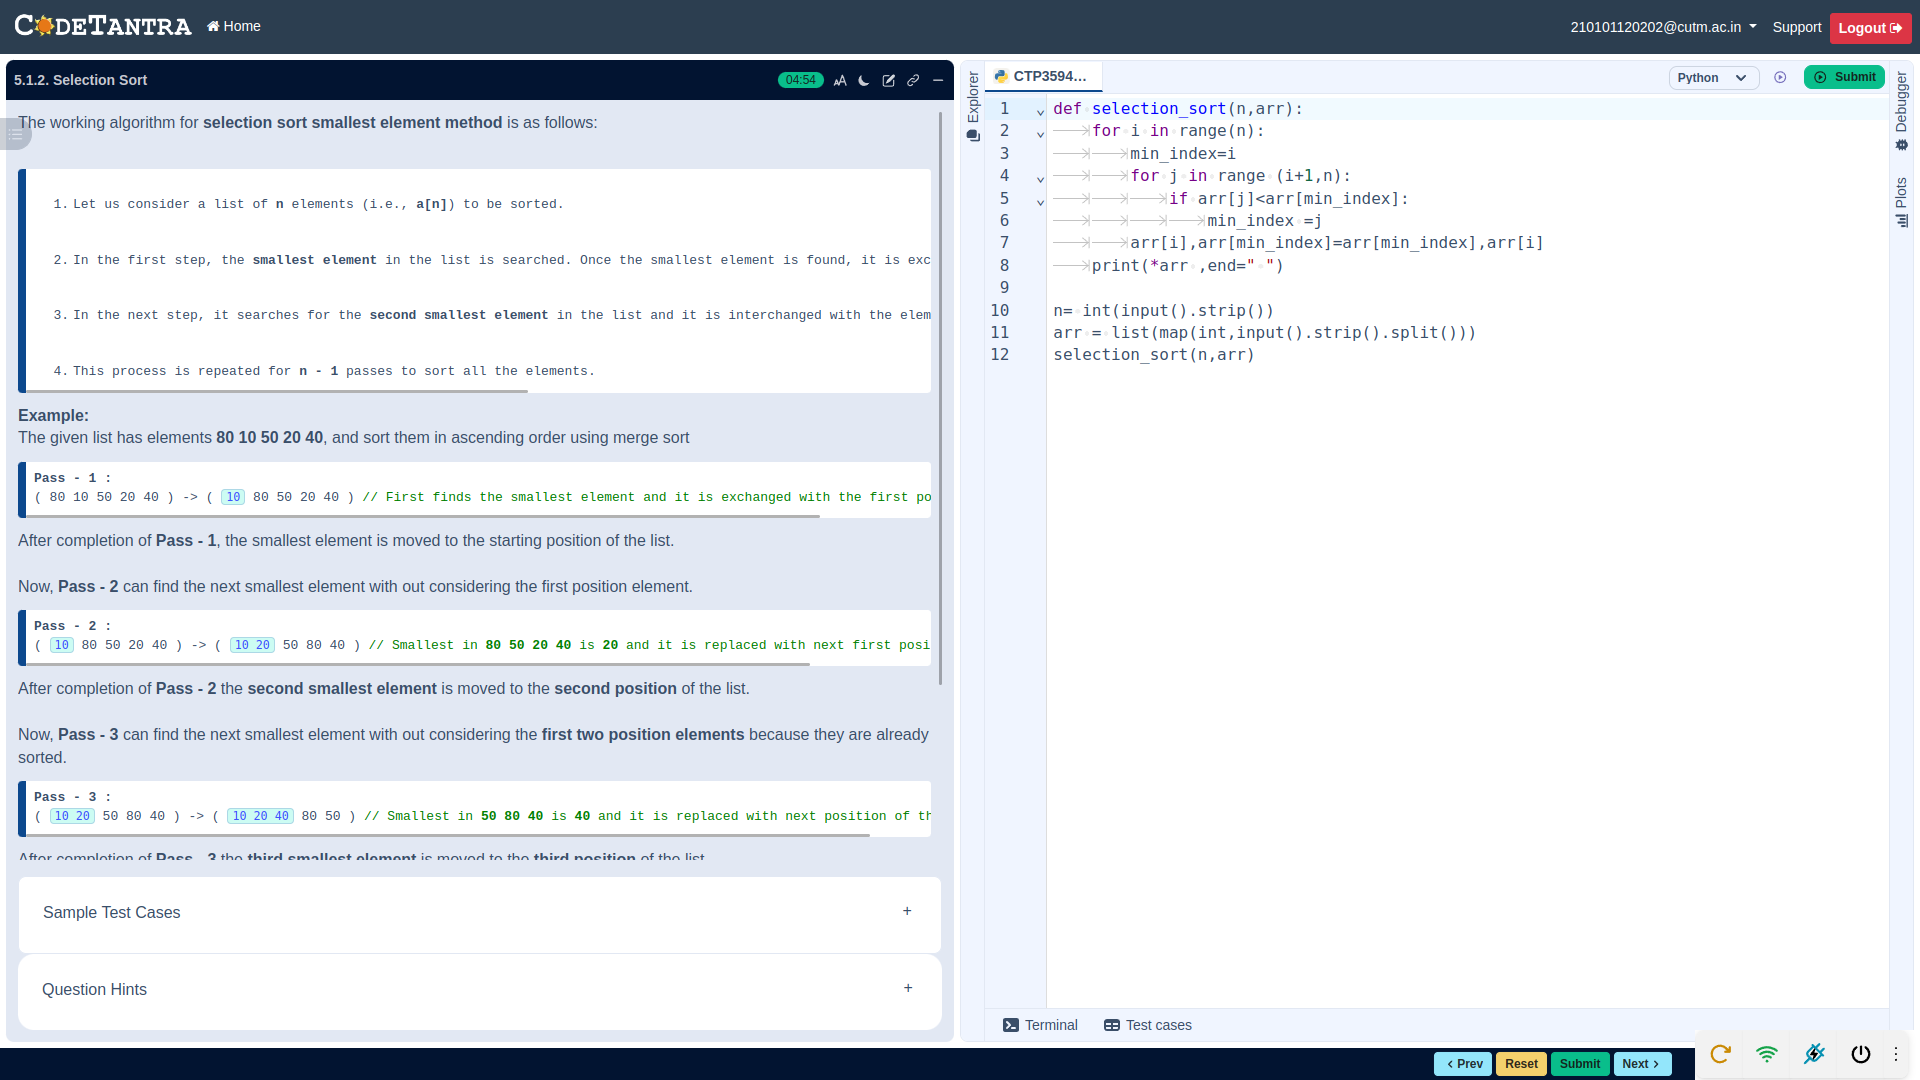 CODETANTRA
Home
210101120202@cutm.ac.in
Support
Logout
5.1.2. Selection Sort
04:54
The working algorithm for selection sort smallest element method is as follows:
1. Let us consider a list of n elements (i.e., a[n]) to be sorted.
2. In the first step, the smallest element in the list is searched. Once the smallest element is found, it is exc
3. In the next step, it searches for the second smallest element in the list and it is interchanged with the elem
4. This process is repeated for n - 1 passes to sort all the elements.
Example:
The given list has elements 80 10 50 20 40, and sort them in ascending order using merge sort
Pass - 1 :
( 80 10 50 20 40 ) -> ( 10 80 50 20 40 ) // First finds the smallest element and it is exchanged with the first po
After completion of Pass - 1, the smallest element is moved to the starting position of the list.
Now, Pass - 2 can find the next smallest element with out considering the first position element.
Pass - 2 :
( 10 80 50 20 40 ) -> ( 10 20 50 80 40 ) // Smallest in 80 50 20 40 is 20 and it is replaced with next first posi
After completion of Pass - 2 the second smallest element is moved to the second position of the list.
Now, Pass - 3 can find the next smallest element with out considering the first two position elements because they are already
sorted.
Pass - 3 :
( 10 20 50 80 40 ) -> ( 10 20 40 80 50 ) // Smallest in 50 80 40 is 40 and it is replaced with next position of th
After completion of Pass - 3 the third smallest element is moved to the third position of the list
Sample Test Cases +
Question Hints +
Explorer
CTP3594...
Python
Submit
Debugger
Plots
1 def selection_sort(n,arr):
2 for i in range(n):
3 min_index=i
4 for j in range (i+1,n):
5 if arr[j]<arr[min_index]:
6 min_index =j
7 arr[i],arr[min_index]=arr[min_index],arr[i]
8 print(*arr ,end=" ")
9
10 n= int(input().strip())
11 arr = list(map(int,input().strip().split()))
12 selection_sort(n,arr)
Terminal
Test cases
Prev
Reset
Submit
Next